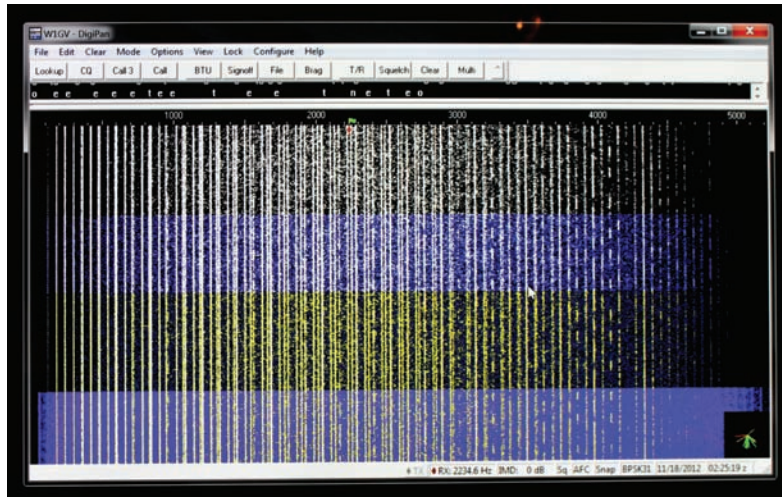 W1GV - DigiPan
File Edit Clear Mode Options View Lock Configure Help
Lookup CQ Call 3 Call BTU Signoff File Brag T/R Squelch Clear Multi
o e e e e e t e e t e e t n e t e o
1000 2000 3000 4000 5000
TX RX: 2234.6 Hz IMD: 0 dB Sq AFC Snap BPSK31 11/18/2012 02:25:19 z